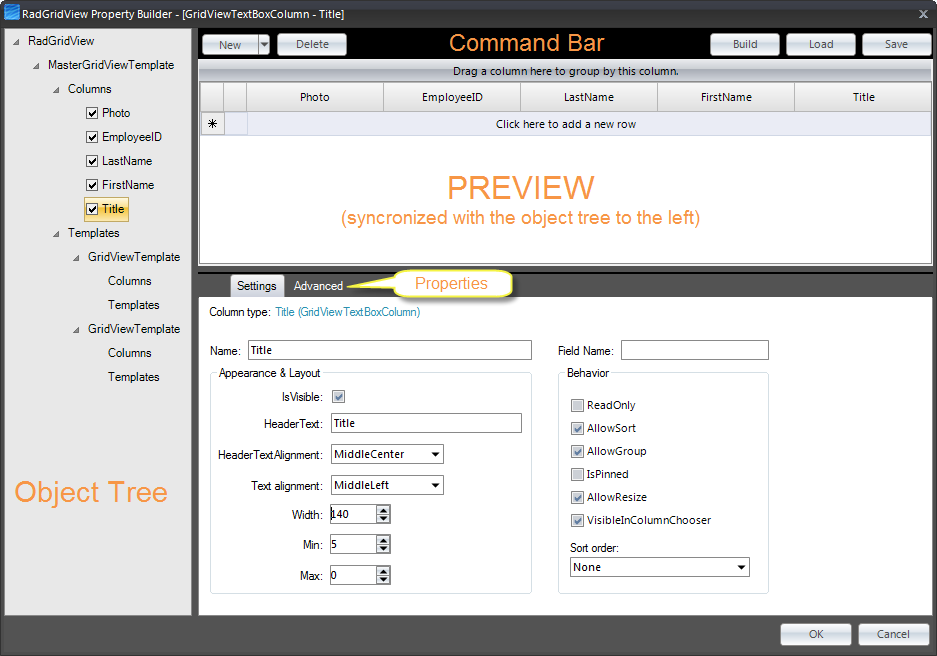 RadGridView Property Builder - [GridViewTextBoxColumn - Title]
RadGridView
MasterGridViewTemplate
Columns
Photo
EmployeeID
LastName
FirstName
Title
Templates
GridViewTemplate
Columns
Templates
GridViewTemplate
Columns
Templates
Object Tree
New Delete Command Bar Build Load Save
Drag a column here to group by this column.
Photo EmployeeID LastName FirstName Title
Click here to add a new row
PREVIEW
(syncronized with the object tree to the left)
Settings Advanced Properties
Column type: Title (GridViewTextBoxColumn)
Name: Title
Appearance & Layout
IsVisible:
HeaderText: Title
HeaderTextAlignment: MiddleCenter
Text alignment: MiddleLeft
Width: 140
Min: 5
Max: 0
Field Name:
Behavior
ReadOnly
AllowSort
AllowGroup
IsPinned
AllowResize
VisibleInColumnChooser
Sort order:
None
OK Cancel